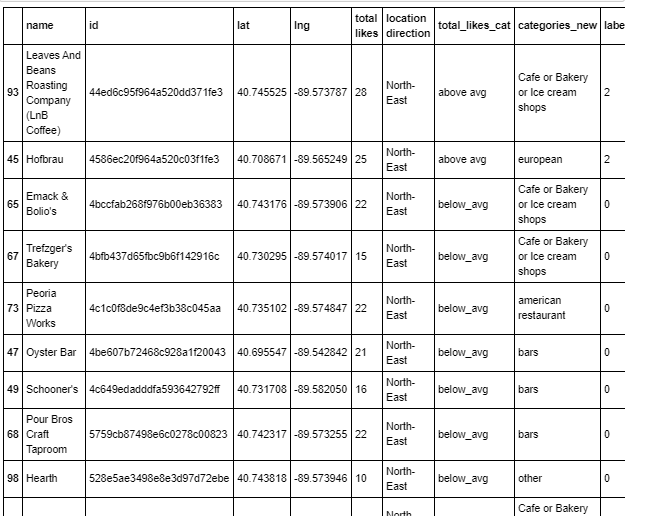 name id lat lng total likes location direction total_likes_cat categories_new labe
93 Leaves And Beans Roasting Company (LnB Coffee) 44ed6c95f964a520dd371fe3 40.745525 -89.573787 28 North-East above avg Cafe or Bakery or Ice cream shops 2
45 Hofbrau 4586ec20f964a520c03f1fe3 40.708671 -89.565249 25 North-East above avg european 2
65 Emack & Bolio's 4bccfab268f976b00eb36383 40.743176 -89.573906 22 North-East below_avg Cafe or Bakery or Ice cream shops 0
67 Trefzger's Bakery 4bfb437d65fbc9b6f142916c 40.730295 -89.574017 15 North-East below_avg Cafe or Bakery or Ice cream shops 0
73 Peoria Pizza Works 4c1c0f8de9c4ef3b38c045aa 40.735102 -89.574847 22 North-East below_avg american restaurant 0
47 Oyster Bar 4be607b72468c928a1f20043 40.695547 -89.542842 21 North-East below_avg bars 0
49 Schooner's 4c649edadddfa593642792ff 40.731708 -89.582050 16 North-East below_avg bars 0
68 Pour Bros Craft Taproom 5759cb87498e6c0278c00823 40.742317 -89.573255 22 North-East below_avg bars 0
98 Hearth 528e5ae3498e8e3d97d72ebe 40.743818 -89.573946 10 North-East below_avg other 0
North- Cafe or Bakery